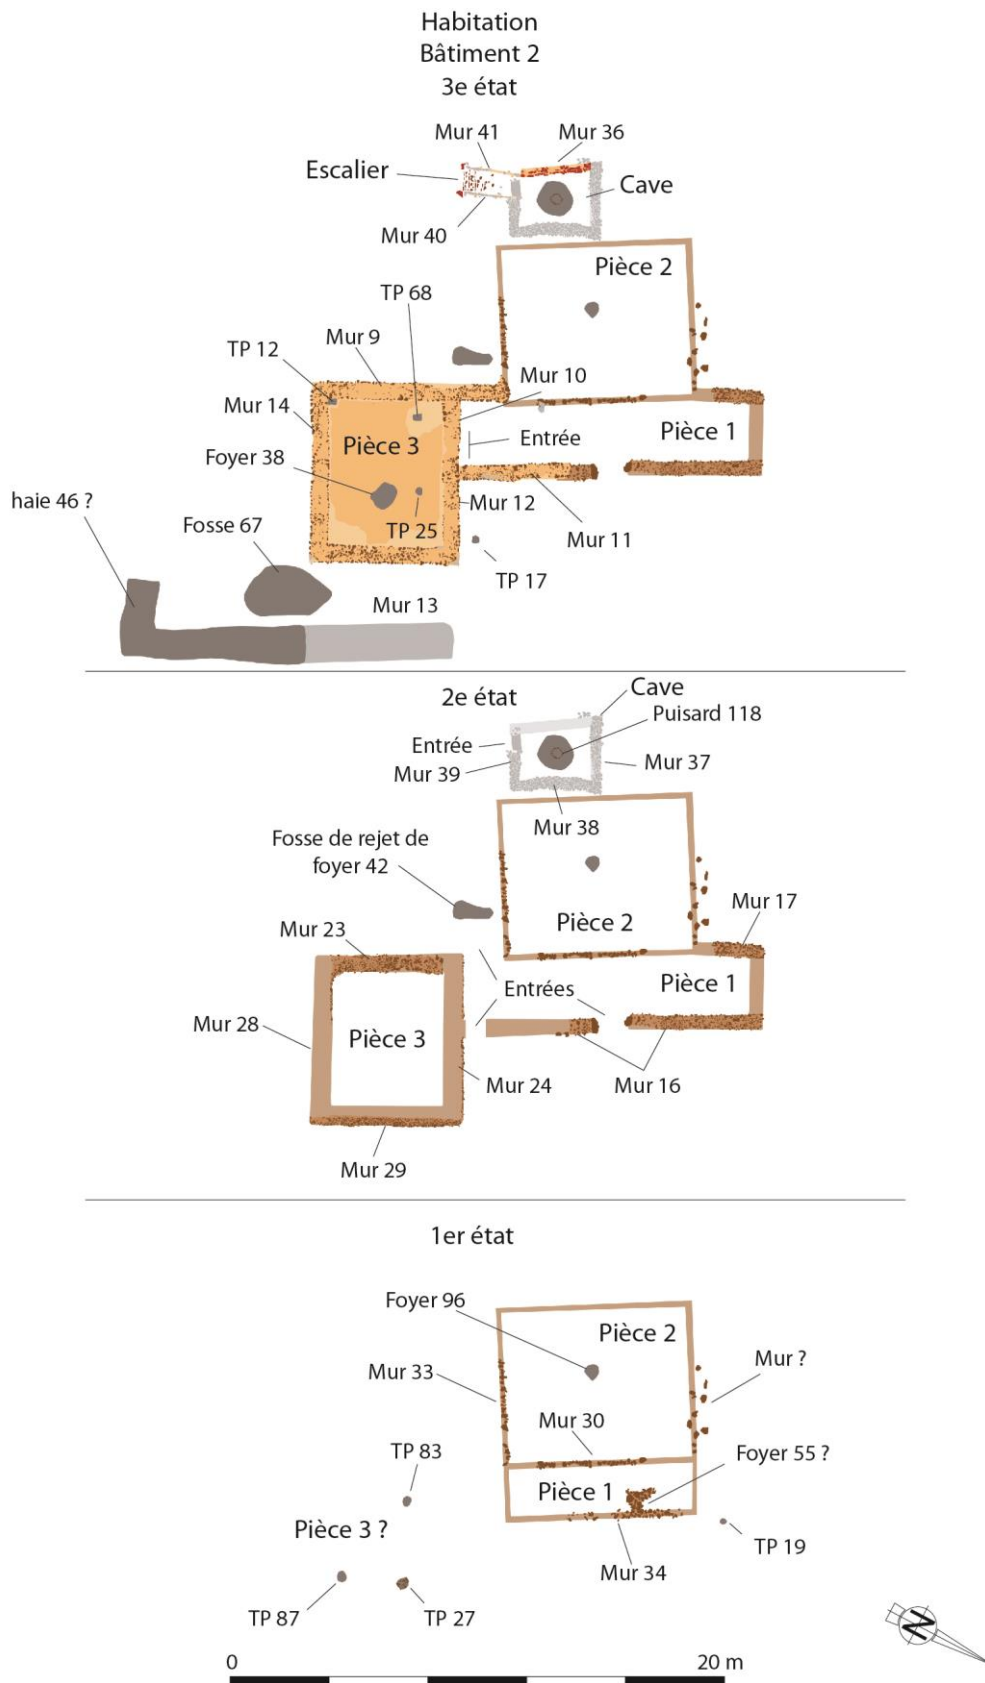 Habitation
Bâtiment 2
3e état
Mur 41
Mur 36
Escalier
Cave
Mur 40
Pièce 2
TP 68
Mur 9
TP 12
Mur 10
Mur 14
Pièce 3
Entrée
Pièce 1
Foyer 38
haie 46 ?
Mur 12
Fosse 67
TP 25
Mur 11
TP 17
Mur 13
2e état
Cave
Puisard 118
Entrée
Mur 39
Mur 37
Mur 38
Fosse de rejet de
foyer 42
Mur 17
Pièce 2
Mur 23
Entrées
Pièce 1
Mur 28
Pièce 3
Mur 24
Mur 16
Mur 29
1er état
Foyer 96
Pièce 2
Mur 33
Mur ?
Mur 30
TP 83
Foyer 55 ?
Pièce 1
Pièce 3 ?
TP 19
Mur 34
TP 87
TP 27
N
0
20 m